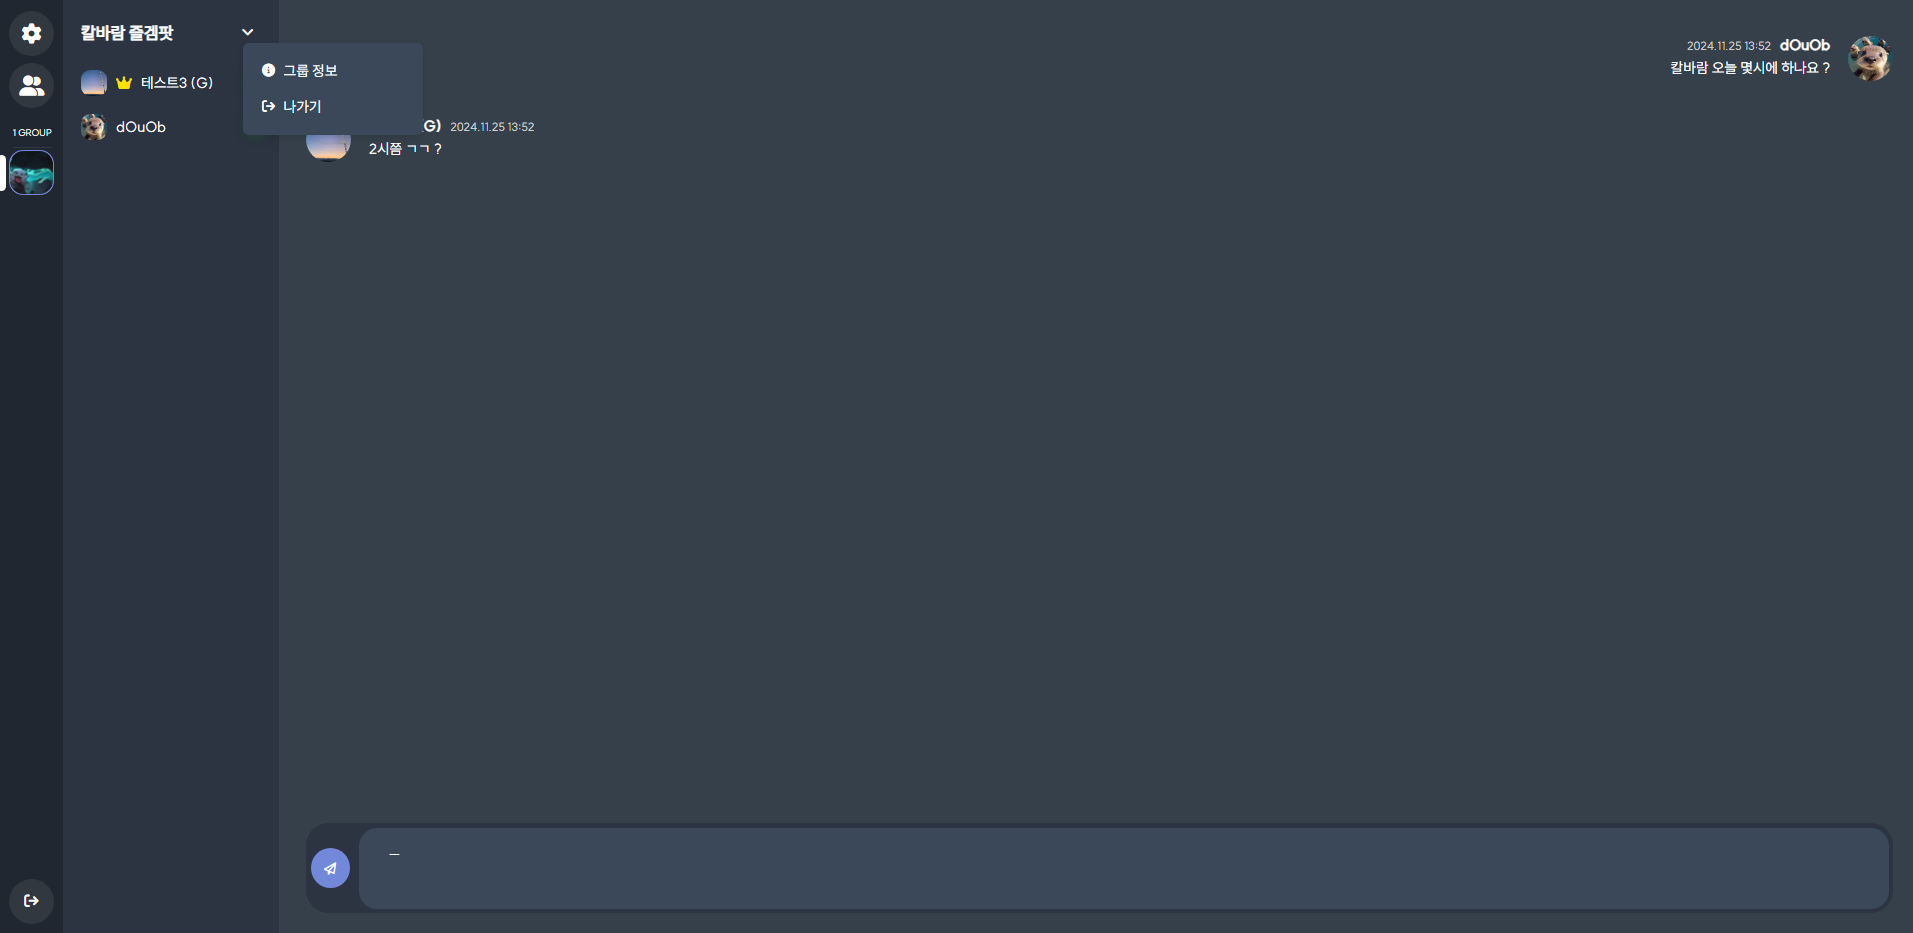 1 GROUP
칼바람 즐겜팟
테스트3 (G)
dOuOb
그룹 정보
나가기
2024.11.25 13:52 dOuOb
칼바람 오늘 몇시에 하나요 ?
G) 2024.11.25 13:52
2시쯤 ㄱㄱ ?
ㅡ